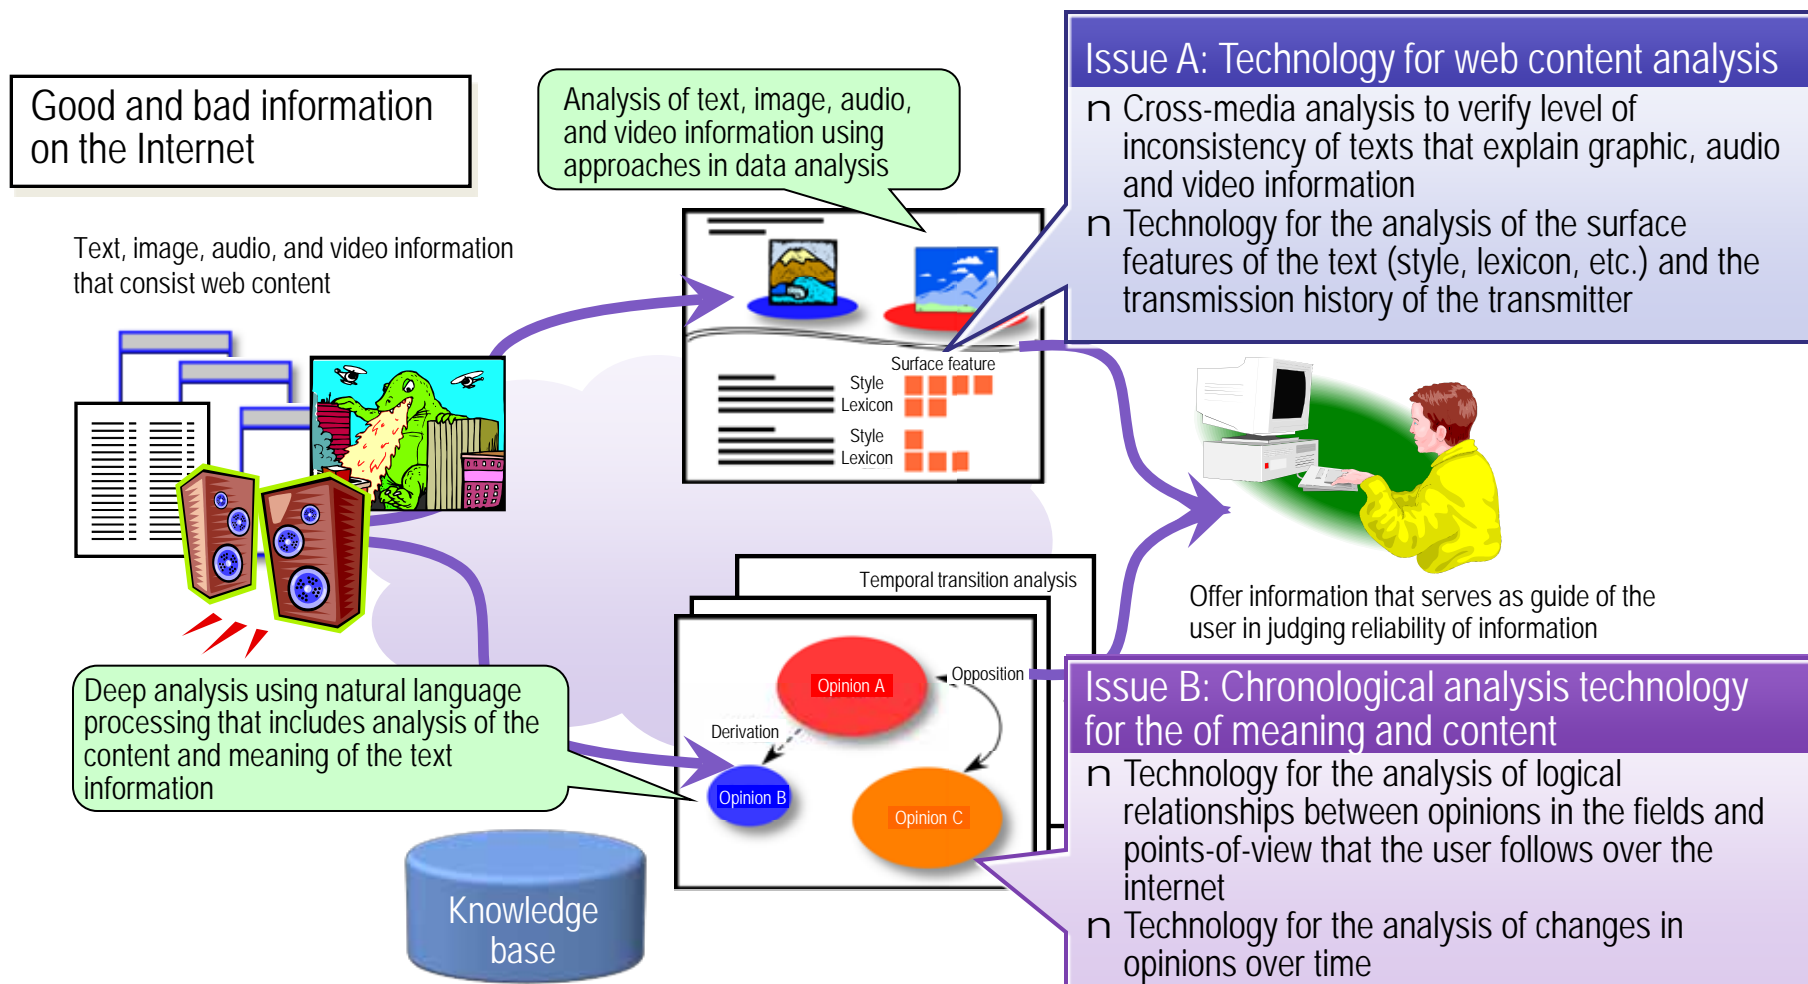 Good and bad information
on the Internet
Text, image, audio, and video information
that consist web content
Analysis of text, image, audio,
and video information using
approaches in data analysis
Issue A: Technology for web content analysis
n Cross-media analysis to verify level of
inconsistency of texts that explain graphic, audio
and video information
n Technology for the analysis of the surface
features of the text (style, lexicon, etc.) and the
transmission history of the transmitter
Surface feature
Style
Lexicon
Style
Lexicon
Offer information that serves as guide of the
user in judging reliability of information
Temporal transition analysis
Opinion A
Opposition
Derivation
Opinion B
Opinion C
Deep analysis using natural language
processing that includes analysis of the
content and meaning of the text
information
Knowledge
base
Issue B: Chronological analysis technology
for the of meaning and content
n Technology for the analysis of logical
relationships between opinions in the fields and
points-of-view that the user follows over the
internet
n Technology for the analysis of changes in
opinions over time